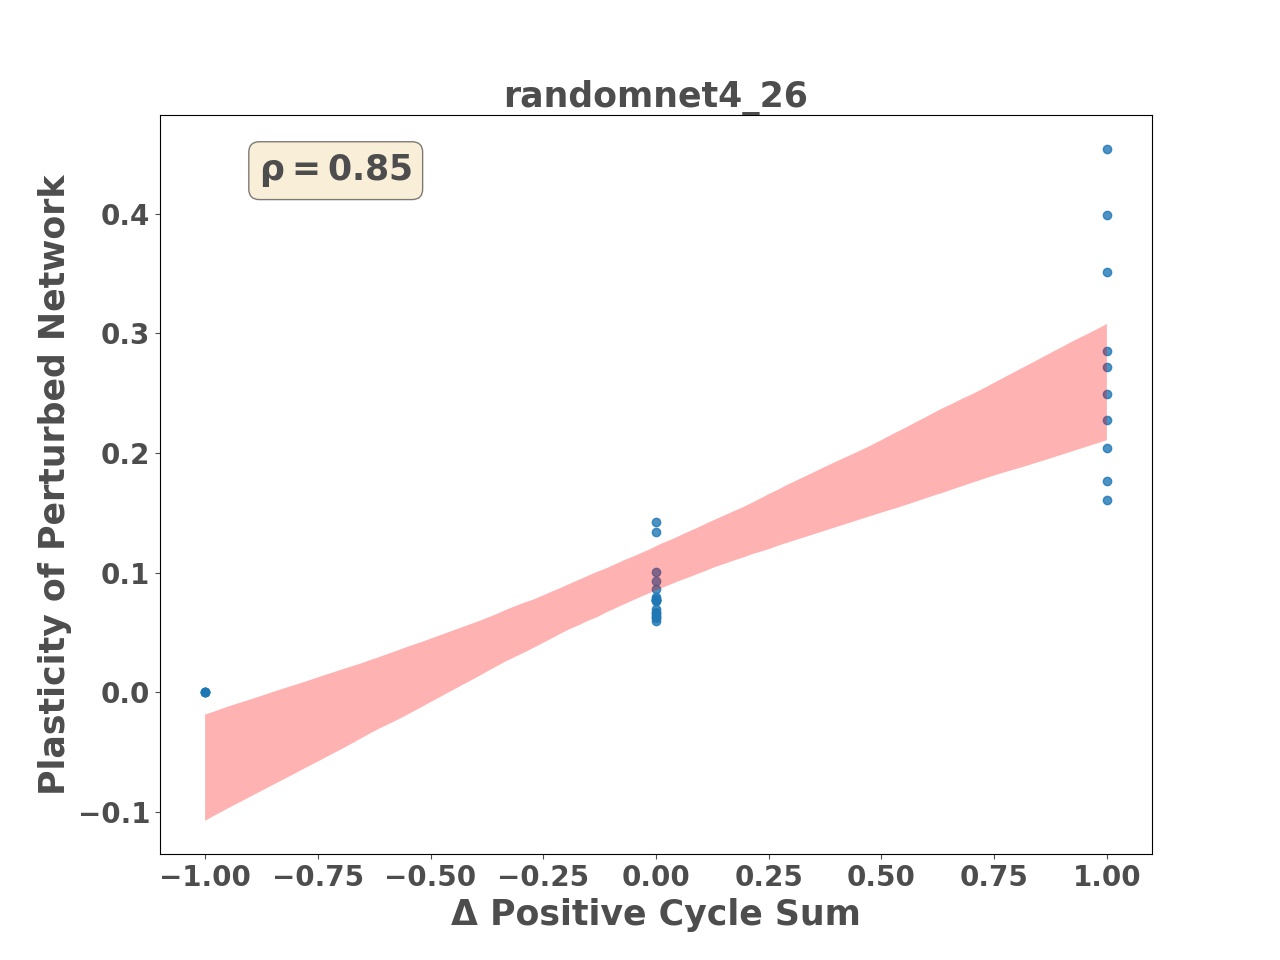 randomnet4_26
ρ = 0.85
Plasticity of Perturbed Network
0.4
0.3
0.2
0.1
0.0
−0.1
−1.00 −0.75 −0.50 −0.25 0.00 0.25 0.50 0.75 1.00
Δ Positive Cycle Sum